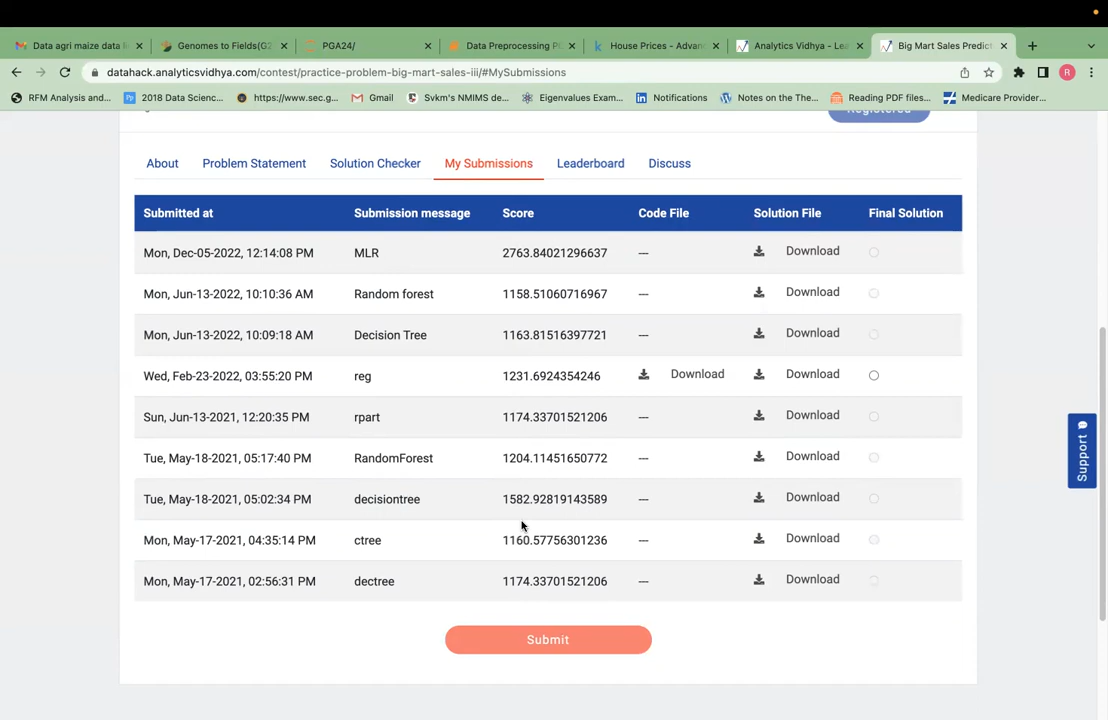 Data agri maize data li
Genomes to Fields(G2
PGA24/
Data Preprocessing P
House Prices - Advanc
Analytics Vidhya - Lea
Big Mart Sales Predict
datahack.analyticsvidhya.com/contest/practice-problem-big-mart-sales-iii/#MySubmissions
R
RFM Analysis and...
2018 Data Scienc...
https://www.sec.g...
Gmail
Svkm's NMIMS de...
Eigenvalues Exam...
Notifications
Notes on the The...
Reading PDF files...
Medicare Provider...
Registered
About Problem Statement Solution Checker My Submissions Leaderboard Discuss
Submitted at Submission message Score Code File Solution File Final Solution
Mon, Dec-05-2022, 12:14:08 PM MLR 2763.84021296637 --- Download
Mon, Jun-13-2022, 10:10:36 AM Random forest 1158.51060716967 --- Download
Mon, Jun-13-2022, 10:09:18 AM Decision Tree 1163.81516397721 --- Download
Wed, Feb-23-2022, 03:55:20 PM reg 1231.6924354246 Download Download
Sun, Jun-13-2021, 12:20:35 PM rpart 1174.33701521206 --- Download
Tue, May-18-2021, 05:17:40 PM RandomForest 1204.11451650772 --- Download
Tue, May-18-2021, 05:02:34 PM decisiontree 1582.92819143589 --- Download
Mon, May-17-2021, 04:35:14 PM ctree 1160.57756301236 --- Download
Mon, May-17-2021, 02:56:31 PM dectree 1174.33701521206 --- Download
Submit
Support